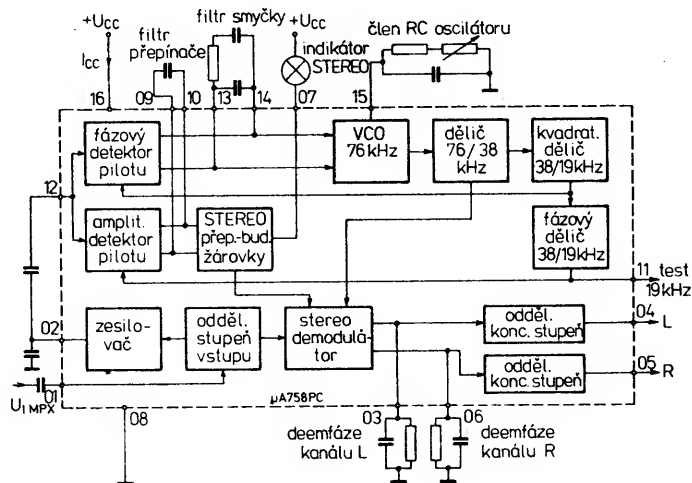 +UCC
filtr smyčky
+UCC
člen RC oscilátoru
filtr
přepínače
indikátor
STEREO
ICC
16
09
10
13
14
07
15
fázový
detektor
pilotu
VCO
76 kHz
dělič
76/38
kHz
kvadrat.
dělič
38/19kHz
12
amplit.
detektor
pilotu
STEREO
přep.-bud.
žárovky
fázový
dělič
38/19kHz
11
test
19kHz
02
zesilo-
vač
odděl.
stupeň
vstupu
stereo
demodulá-
tor
odděl.
konc. stupeň
04
L
odděl.
konc. stupeň
05
R
01
U1 MPX
08
μA758PC
03
06
deemfáze
kanálu L
deemfáze
kanálu R